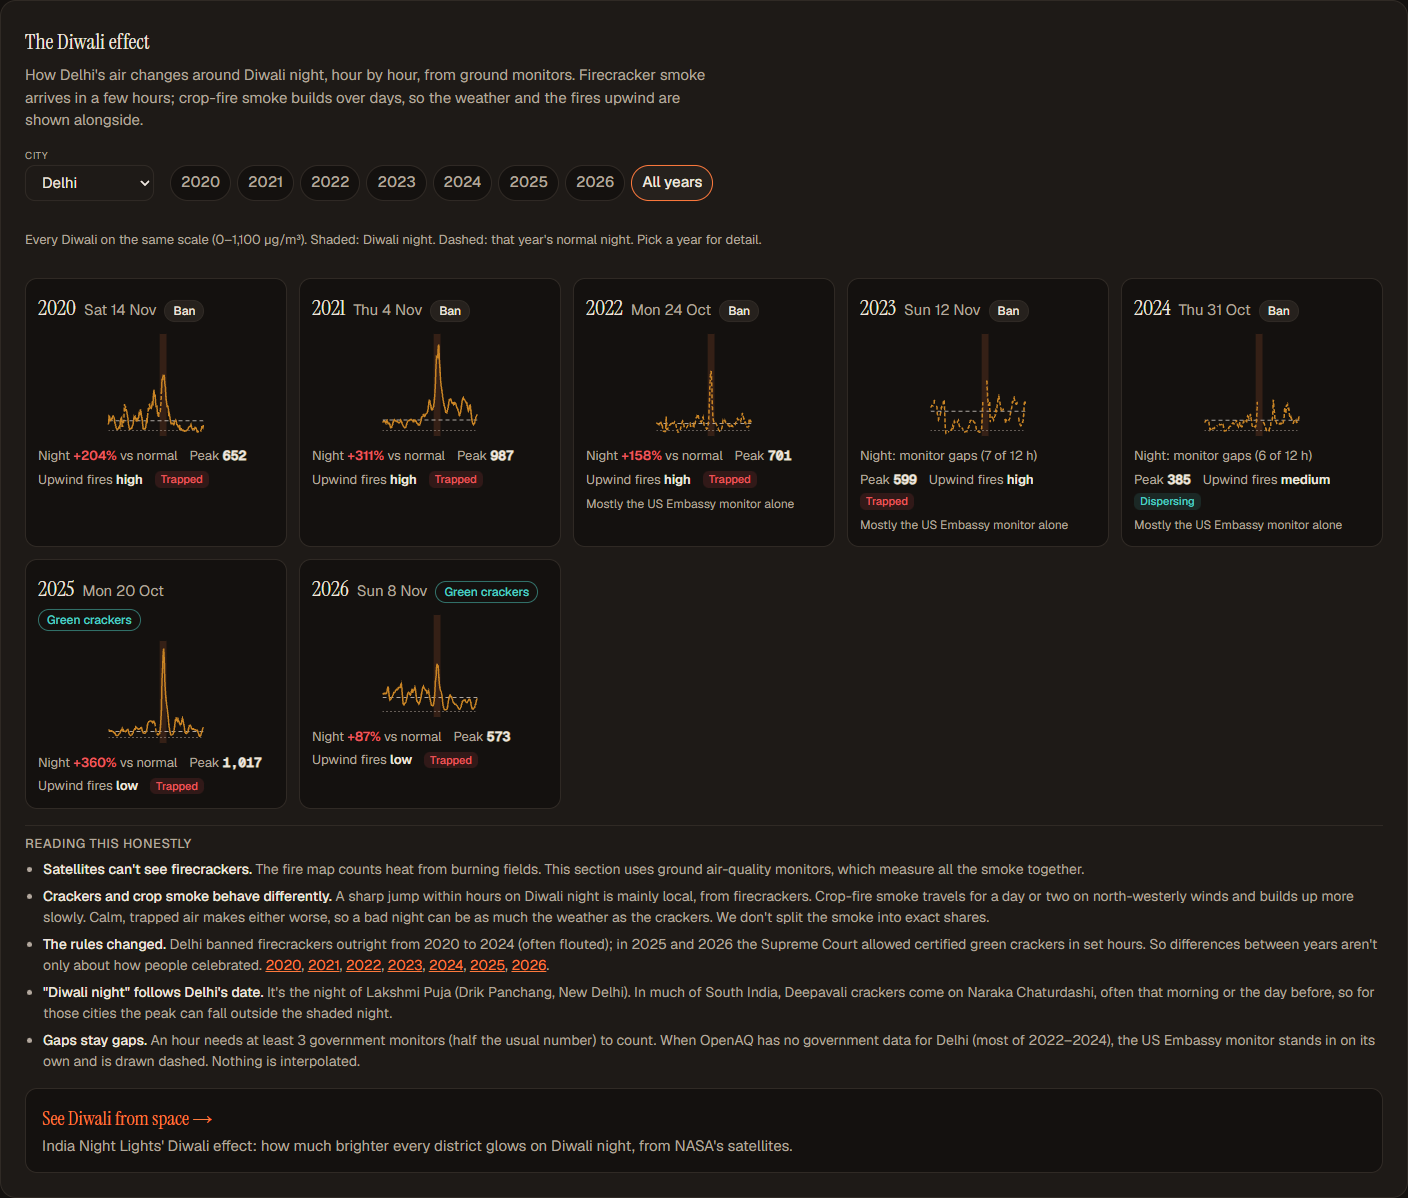 The Diwali effect
How Delhi's air changes around Diwali night, hour by hour, from ground monitors. Firecracker smoke
arrives in a few hours; crop-fire smoke builds over days, so the weather and the fires upwind are
shown alongside.
CITY
Delhi 2020 2021 2022 2023 2024 2025 2026 All years
Every Diwali on the same scale (0–1,100 µg/m³). Shaded: Diwali night. Dashed: that year's normal night. Pick a year for detail.
2020 Sat 14 Nov Ban
Night +204% vs normal Peak 652
Upwind fires high Trapped
2021 Thu 4 Nov Ban
Night +311% vs normal Peak 987
Upwind fires high Trapped
2022 Mon 24 Oct Ban
Night +158% vs normal Peak 701
Upwind fires high Trapped
Mostly the US Embassy monitor alone
2023 Sun 12 Nov Ban
Night: monitor gaps (7 of 12 h)
Peak 599 Upwind fires high
Trapped
Mostly the US Embassy monitor alone
2024 Thu 31 Oct Ban
Night: monitor gaps (6 of 12 h)
Peak 385 Upwind fires medium
Dispersing
Mostly the US Embassy monitor alone
2025 Mon 20 Oct
Green crackers
Night +360% vs normal Peak 1,017
Upwind fires low Trapped
2026 Sun 8 Nov Green crackers
Night +87% vs normal Peak 573
Upwind fires low Trapped
READING THIS HONESTLY
• Satellites can't see firecrackers. The fire map counts heat from burning fields. This section uses ground air-quality monitors, which measure all the smoke together.
• Crackers and crop smoke behave differently. A sharp jump within hours on Diwali night is mainly local, from firecrackers. Crop-fire smoke travels for a day or two on north-westerly winds and builds up more
slowly. Calm, trapped air makes either worse, so a bad night can be as much the weather as the crackers. We don't split the smoke into exact shares.
• The rules changed. Delhi banned firecrackers outright from 2020 to 2024 (often flouted); in 2025 and 2026 the Supreme Court allowed certified green crackers in set hours. So differences between years aren't
only about how people celebrated. 2020, 2021, 2022, 2023, 2024, 2025, 2026.
• "Diwali night" follows Delhi's date. It's the night of Lakshmi Puja (Drik Panchang, New Delhi). In much of South India, Deepavali crackers come on Naraka Chaturdashi, often that morning or the day before, so for
those cities the peak can fall outside the shaded night.
• Gaps stay gaps. An hour needs at least 3 government monitors (half the usual number) to count. When OpenAQ has no government data for Delhi (most of 2022–2024), the US Embassy monitor stands in on its
own and is drawn dashed. Nothing is interpolated.
See Diwali from space →
India Night Lights' Diwali effect: how much brighter every district glows on Diwali night, from NASA's satellites.